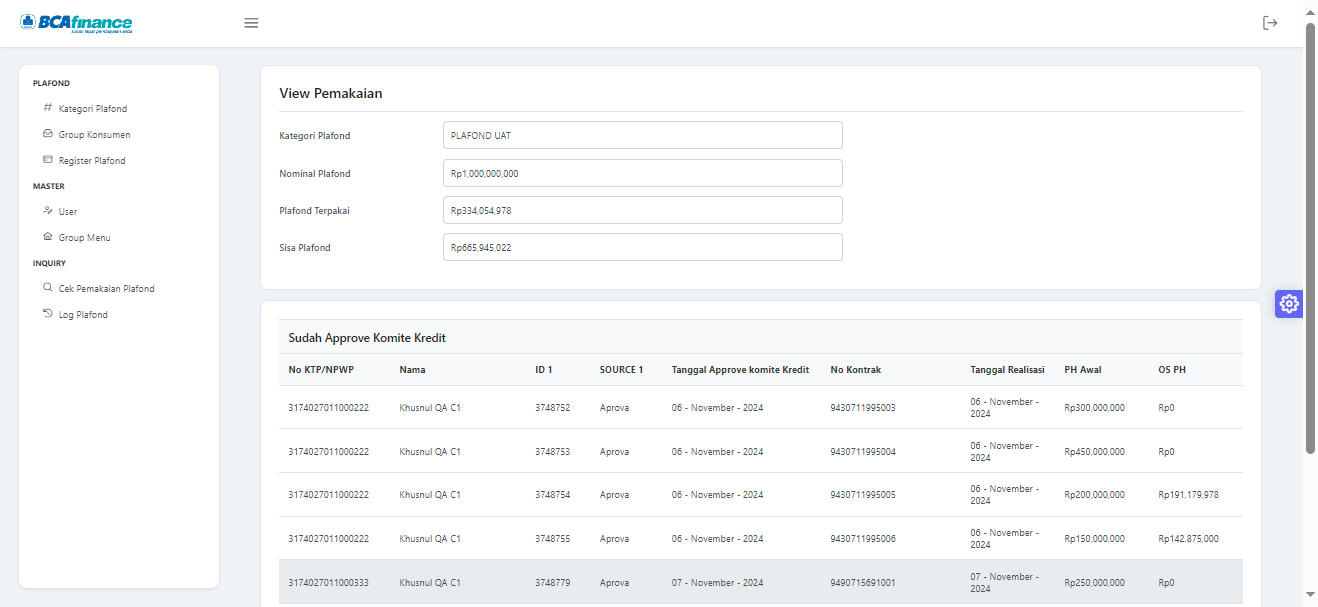 BCAfinance
solusi tepat pembiayaan anda
PLAFOND
Kategori Plafond
Group Konsumen
Register Plafond
MASTER
User
Group Menu
INQUIRY
Cek Pemakaian Plafond
Log Plafond
View Pemakaian
Kategori Plafond PLAFOND UAT
Nominal Plafond Rp1,000,000,000
Plafond Terpakai Rp334,054,978
Sisa Plafond Rp665,945,022
Sudah Approve Komite Kredit
No KTP/NPWP Nama ID 1 SOURCE 1 Tanggal Approve komite Kredit No Kontrak Tanggal Realisasi PH Awal OS PH
3174027011000222 Khusnul QA C1 3748752 Aprova 06 - November - 2024 9430711995003 06 - November - 2024 Rp300,000,000 Rp0
3174027011000222 Khusnul QA C1 3748753 Aprova 06 - November - 2024 9430711995004 06 - November - 2024 Rp450,000,000 Rp0
3174027011000222 Khusnul QA C1 3748754 Aprova 06 - November - 2024 9430711995005 06 - November - 2024 Rp200,000,000 Rp191,179,978
3174027011000222 Khusnul QA C1 3748755 Aprova 06 - November - 2024 9430711995006 06 - November - 2024 Rp150,000,000 Rp142,875,000
3174027011000333 Khusnul QA C1 3748779 Aprova 07 - November - 2024 9490715691001 07 - November - 2024 Rp250,000,000 Rp0